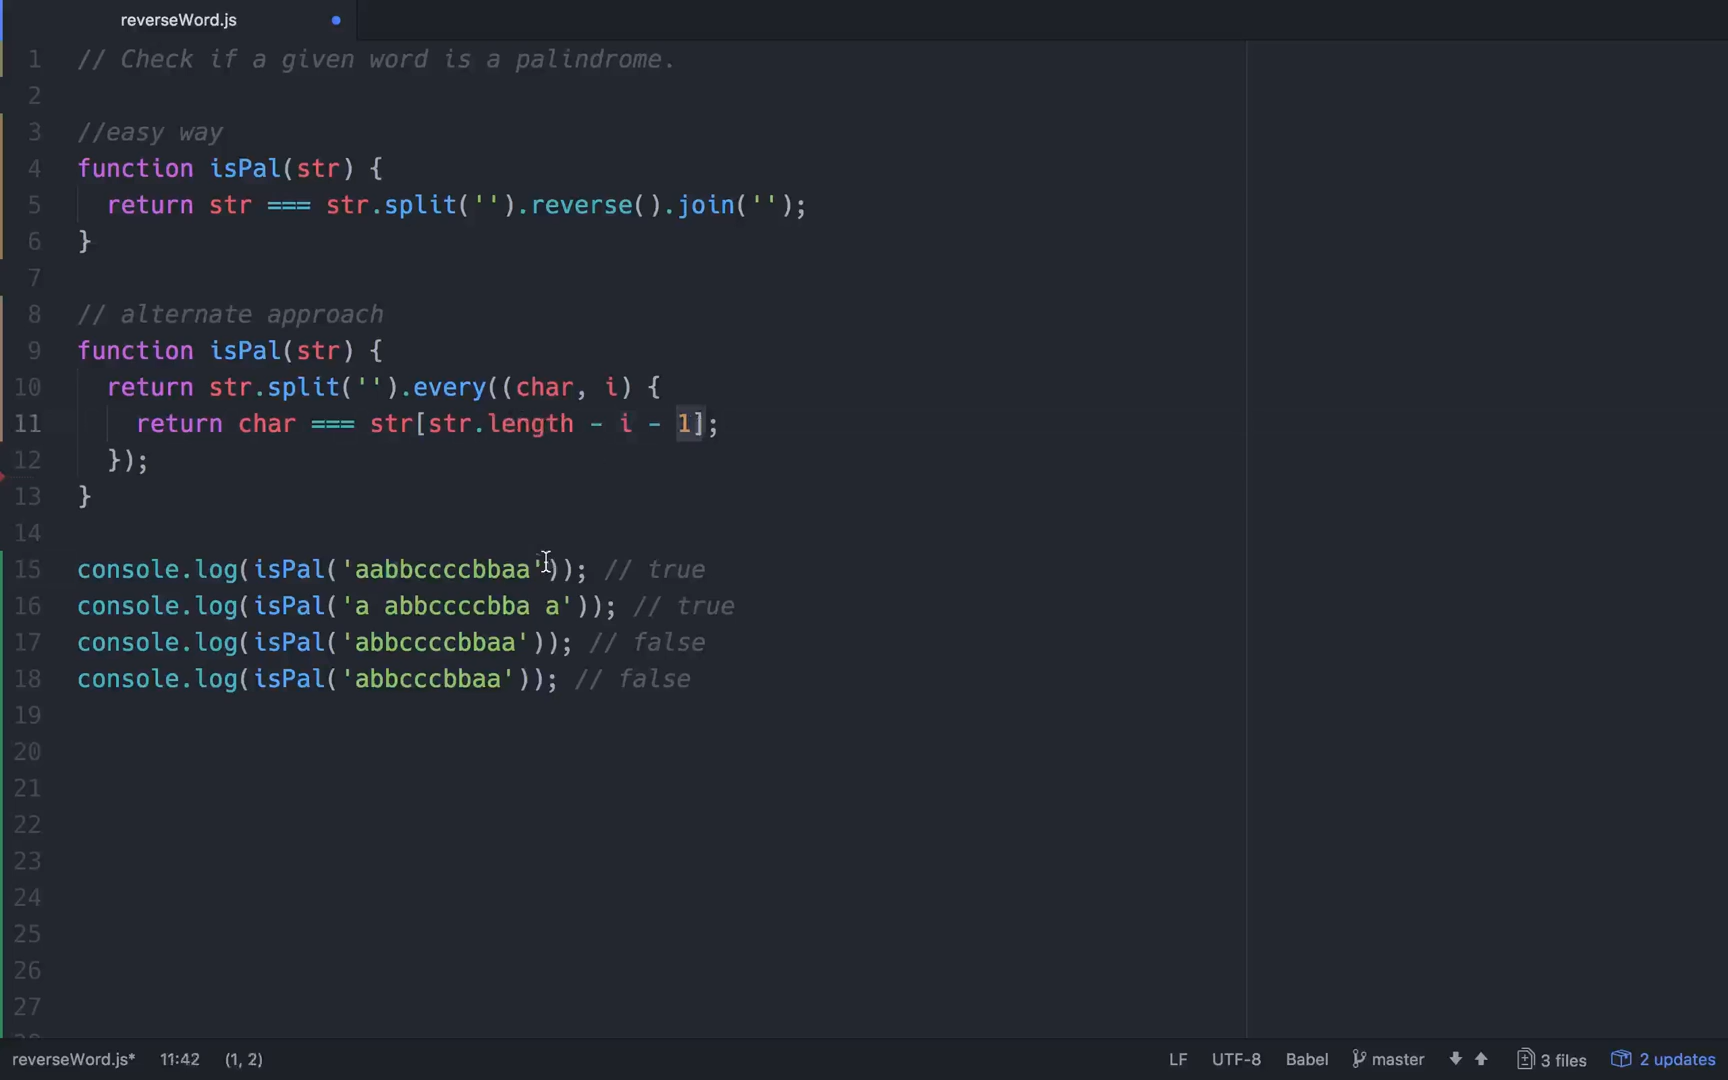 reverseWord.js
1 // Check if a given word is a palindrome.
2
3 //easy way
4 function isPal(str) {
5 return str === str.split('').reverse().join('');
6 }
7
8 // alternate approach
9 function isPal(str) {
10 return str.split('').every((char, i) {
11 return char === str[str.length - i - 1];
12 });
13 }
14
15 console.log(isPal('aabbccccbbaa')); // true
16 console.log(isPal('a abbccccbba a')); // true
17 console.log(isPal('abbccccbbaa')); // false
18 console.log(isPal('abbcccbbaa')); // false
19
20
21
22
23
24
25
26
27
reverseWord.js* 11:42 (1, 2) LF UTF-8 Babel master 3 files 2 updates